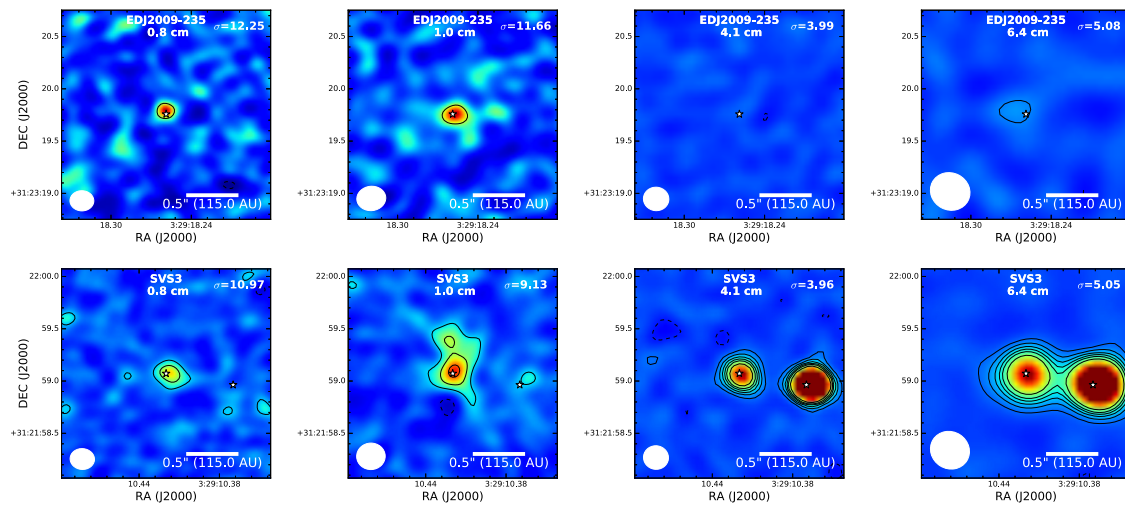 EDJ2009-235
0.8 cm
σ=12.25
EDJ2009-235
1.0 cm
σ=11.66
EDJ2009-235
4.1 cm
σ=3.99
EDJ2009-235
6.4 cm
σ=5.08
DEC (J2000)
20.5
20.0
19.5
+31:23:19.0
20.5
20.0
19.5
+31:23:19.0
20.5
20.0
19.5
+31:23:19.0
20.5
20.0
19.5
+31:23:19.0
0.5" (115.0 AU)
0.5" (115.0 AU)
0.5" (115.0 AU)
0.5" (115.0 AU)
18.30 3:29:18.24
18.30 3:29:18.24
18.30 3:29:18.24
18.30 3:29:18.24
RA (J2000)
RA (J2000)
RA (J2000)
RA (J2000)
SVS3
0.8 cm
σ=10.97
SVS3
1.0 cm
σ=9.13
SVS3
4.1 cm
σ=3.96
SVS3
6.4 cm
σ=5.05
DEC (J2000)
22:00.0
59.5
59.0
+31:21:58.5
22:00.0
59.5
59.0
+31:21:58.5
22:00.0
59.5
59.0
+31:21:58.5
22:00.0
59.5
59.0
+31:21:58.5
0.5" (115.0 AU)
0.5" (115.0 AU)
0.5" (115.0 AU)
0.5" (115.0 AU)
10.44 3:29:10.38
10.44 3:29:10.38
10.44 3:29:10.38
10.44 3:29:10.38
RA (J2000)
RA (J2000)
RA (J2000)
RA (J2000)